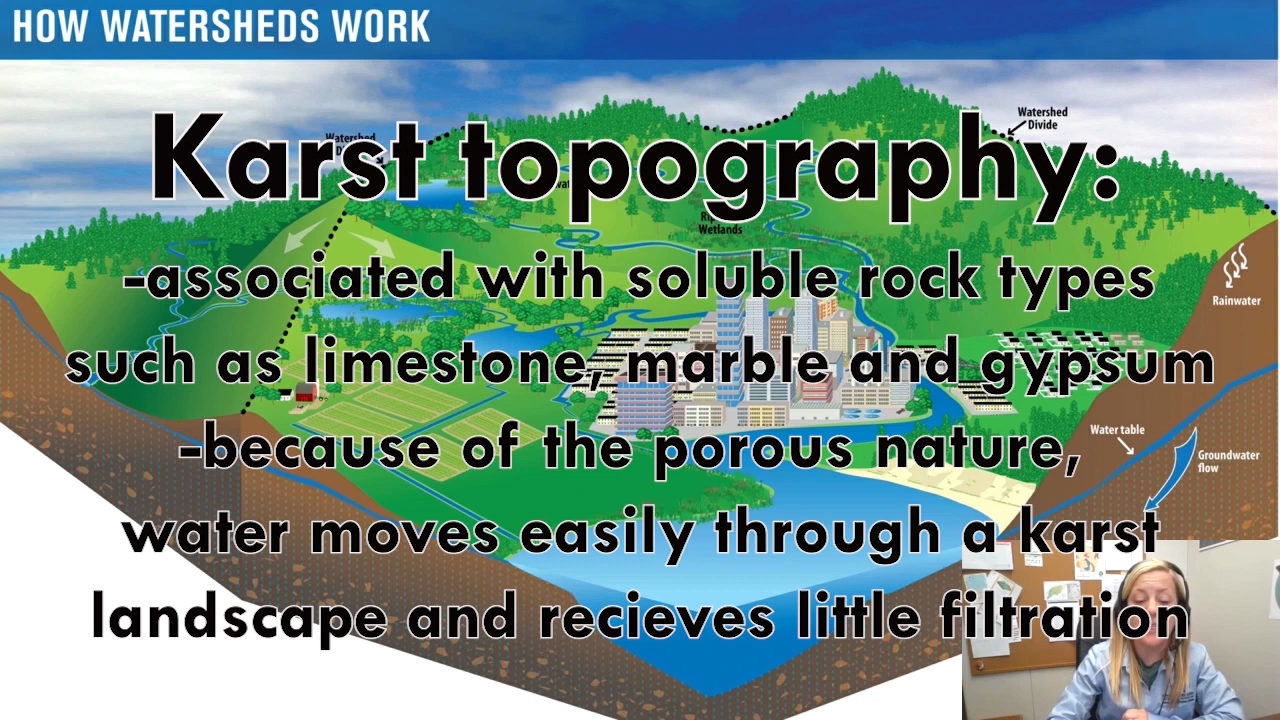 HOW WATERSHEDS WORK
Watershed
Watershed
Divide
Karst topography:
Wetlands
-associated with soluble rock types
Rainwater
such as limestone, marble and gypsum
-because of the porous nature,
Water table
Groundwater
flow
water moves easily through a karst
landscape and recieves little filtration